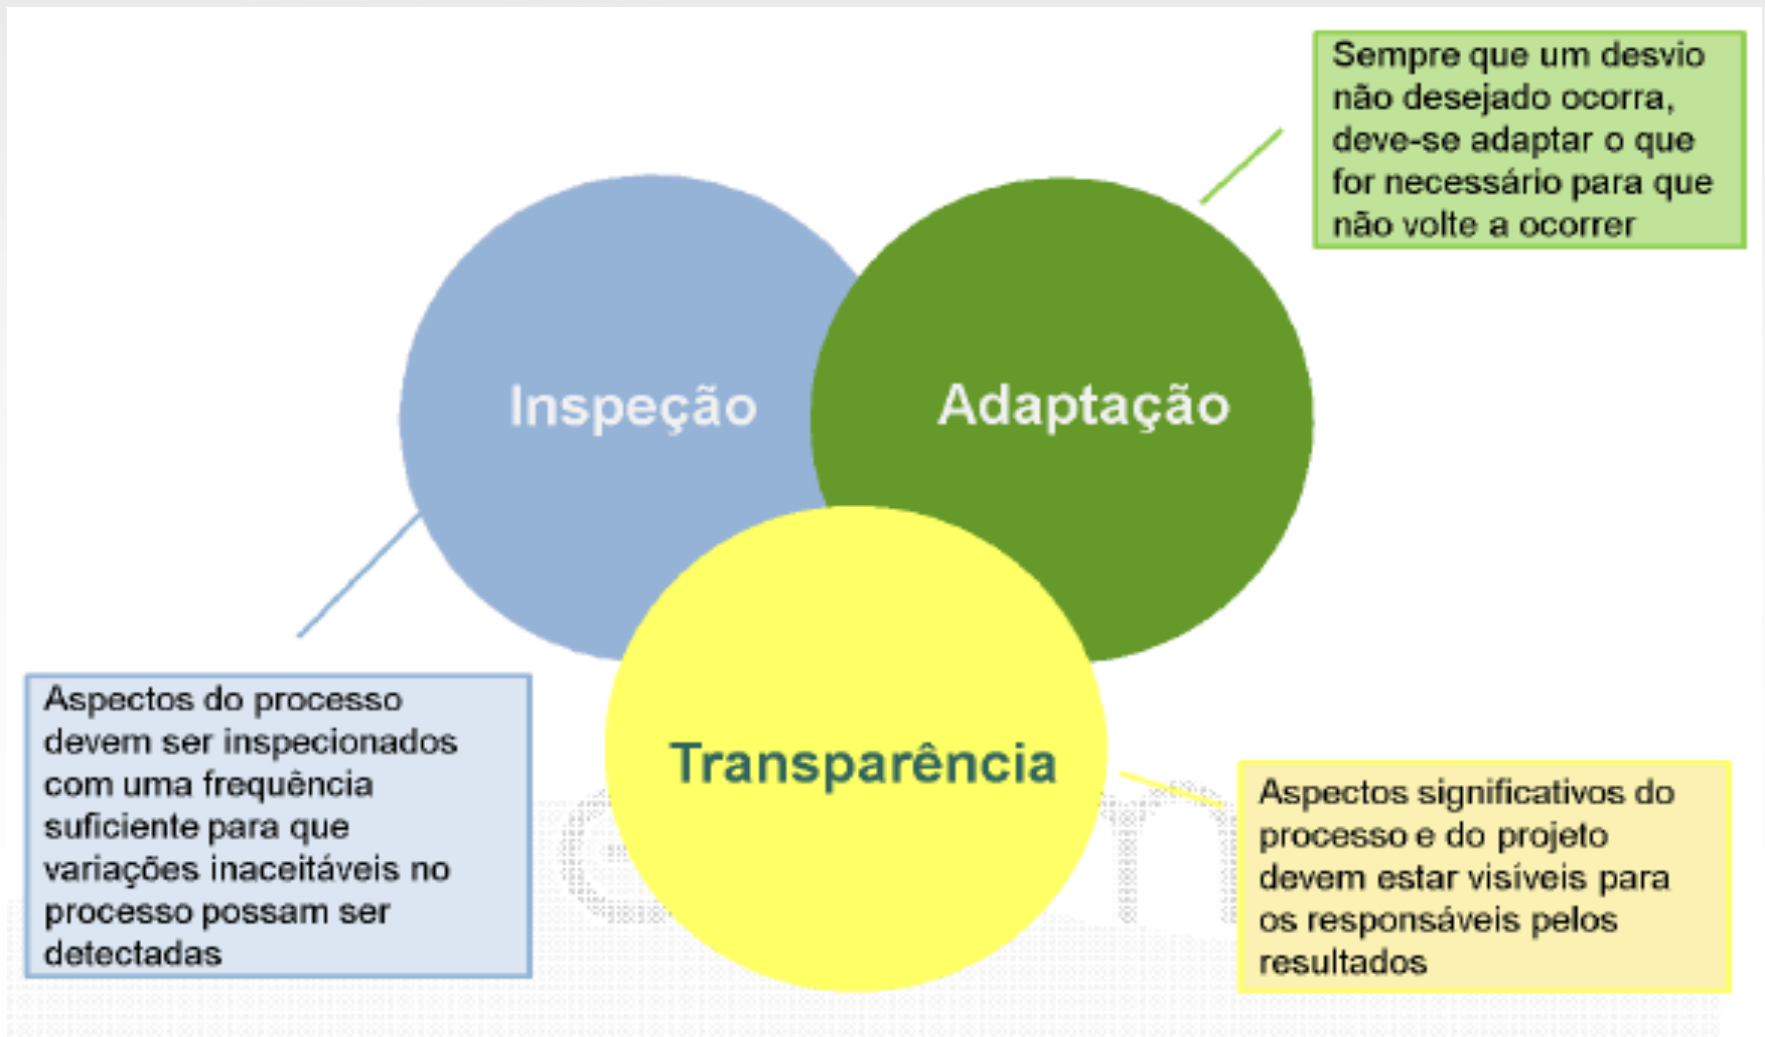 Sempre que um desvio
não desejado ocorra,
deve-se adaptar o que
for necessário para que
não volte a ocorrer
Inspeção
Adaptação
Transparência
Aspectos do processo
devem ser inspecionados
com uma frequência
suficiente para que
variações inaceitáveis no
processo possam ser
detectadas
Aspectos significativos do
processo e do projeto
devem estar visíveis para
os responsáveis pelos
resultados